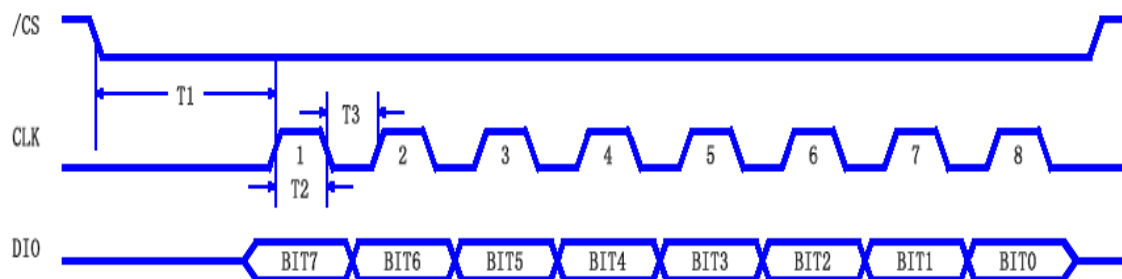 /CS
T1
T3
CLK
1 2 3 4 5 6 7 8
T2
DIO
BIT7 BIT6 BIT5 BIT4 BIT3 BIT2 BIT1 BIT0